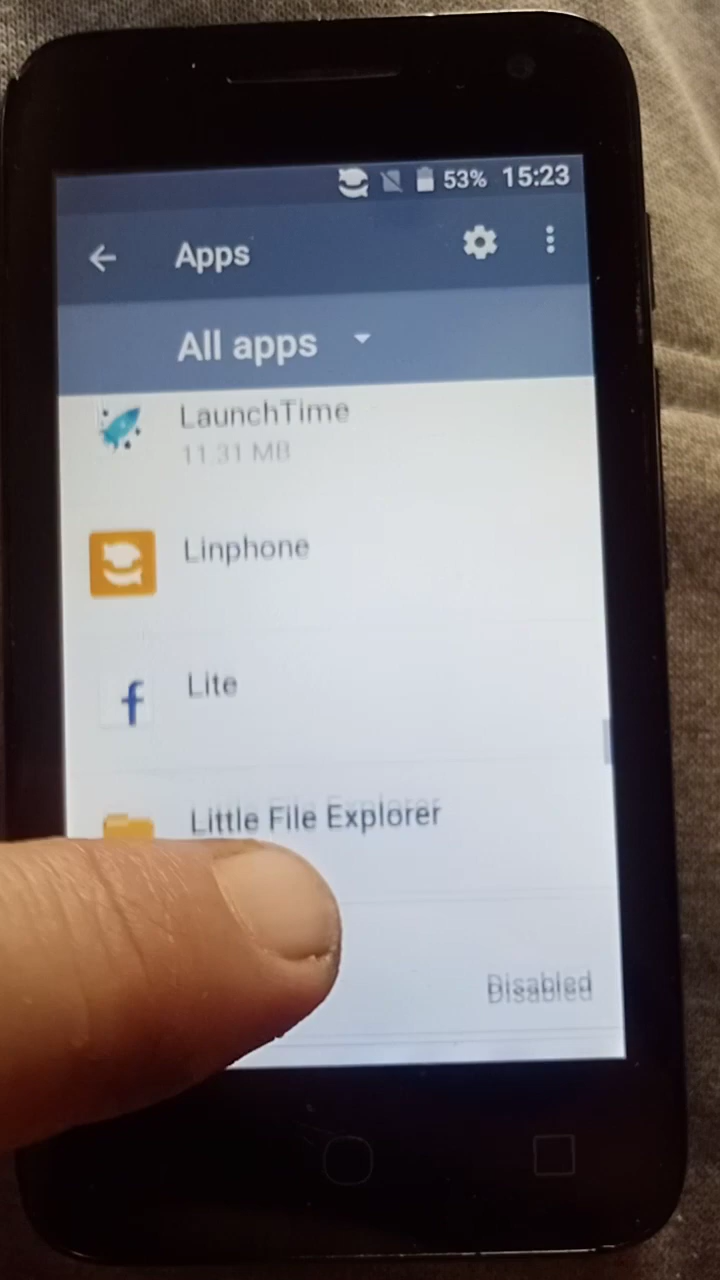 53% 15:23
Apps
All apps
LaunchTime
11.31 MB
Linphone
f Lite
Little File Explorer
Disabled